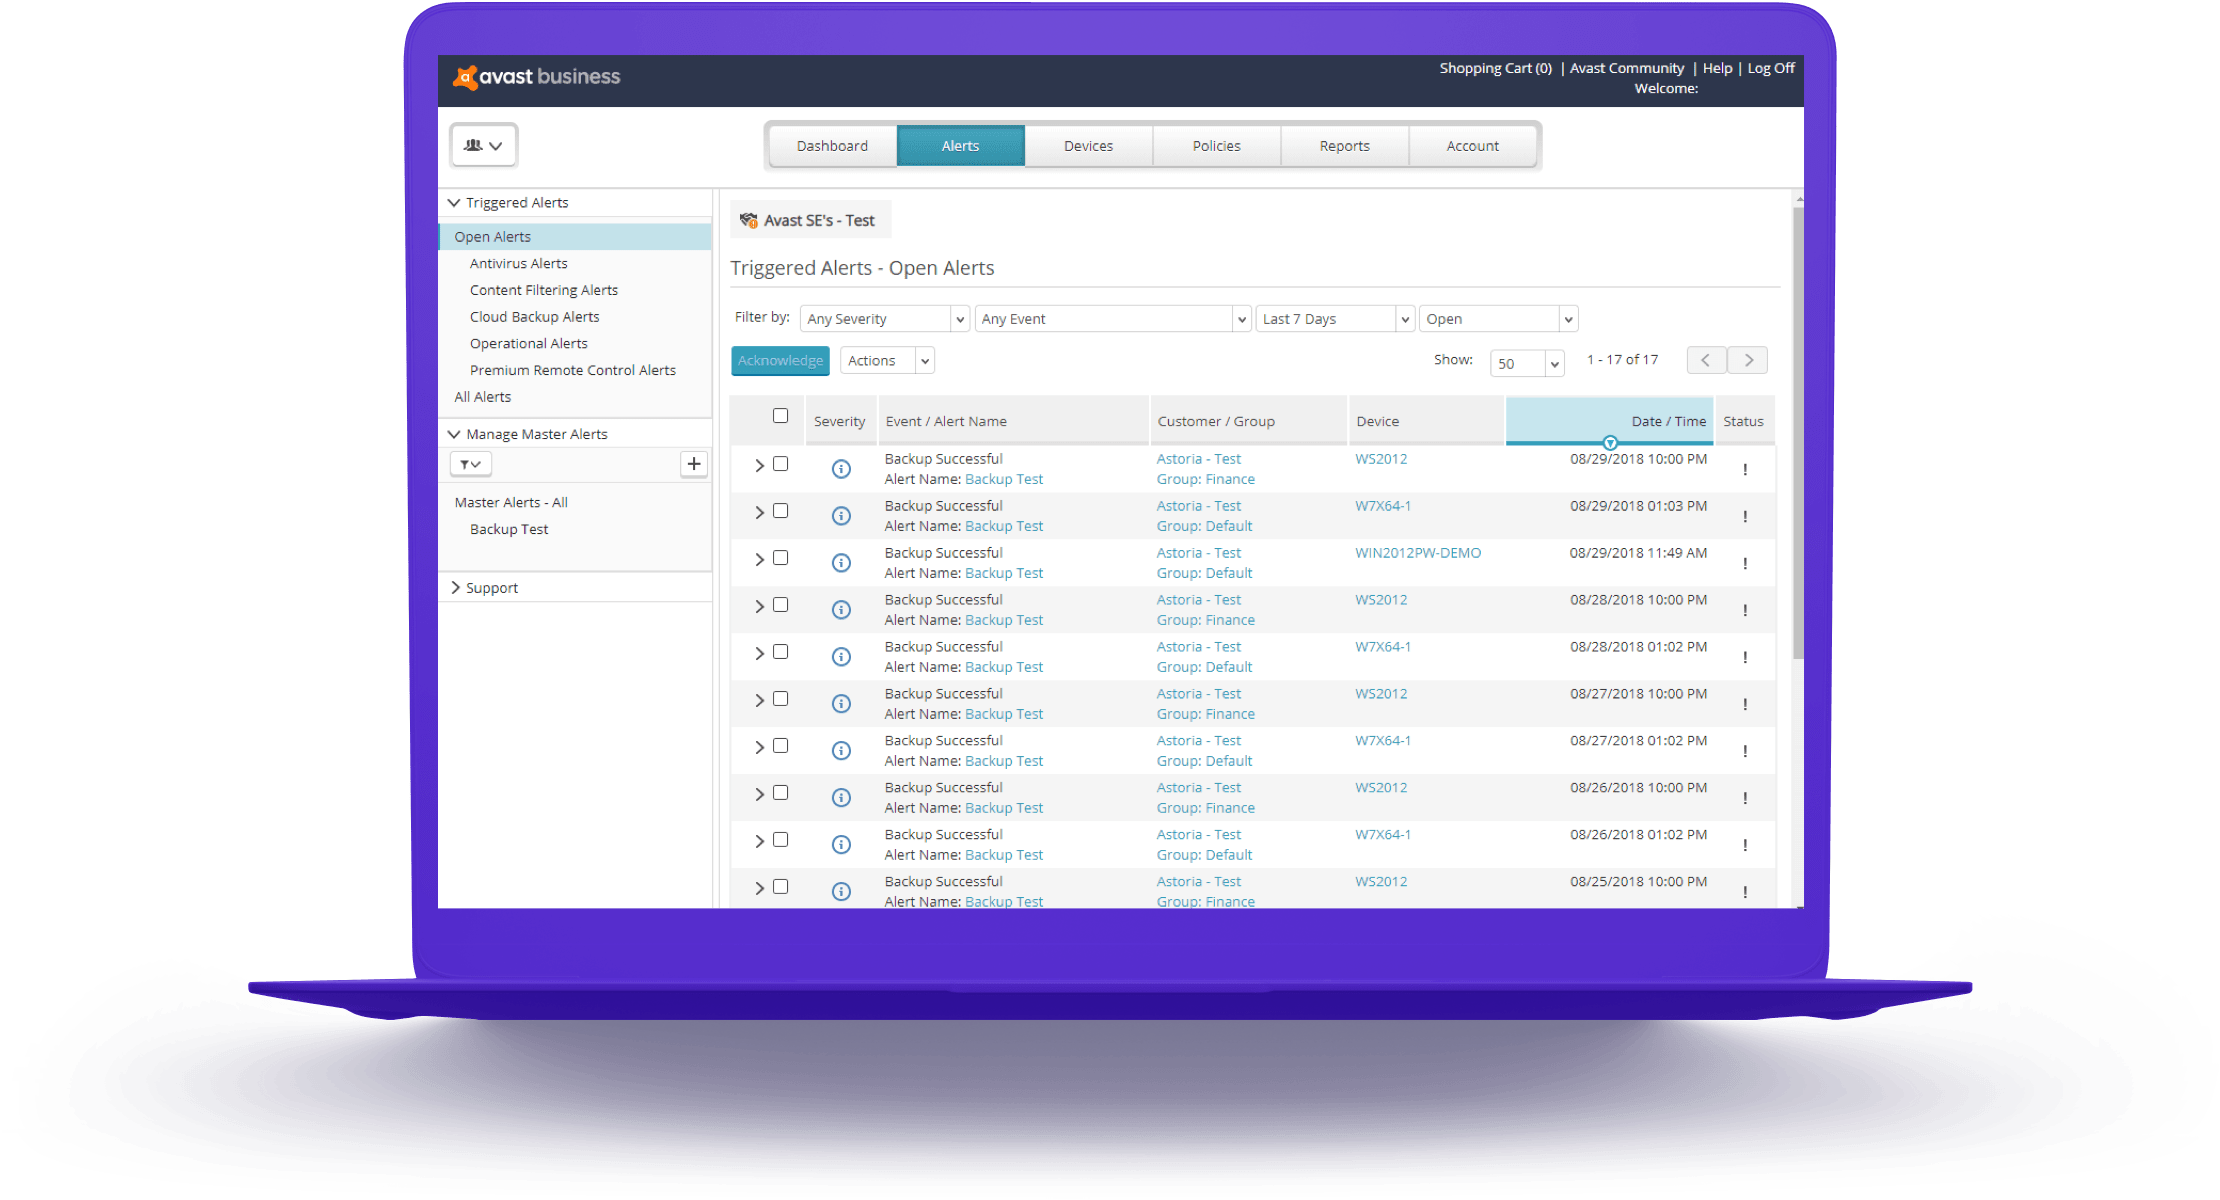 avast business
Shopping Cart (0) | Avast Community | Help | Log Off
Welcome:
Dashboard Alerts Devices Policies Reports Account
Triggered Alerts
Open Alerts
Antivirus Alerts
Content Filtering Alerts
Cloud Backup Alerts
Operational Alerts
Premium Remote Control Alerts
All Alerts
Manage Master Alerts
Master Alerts - All
Backup Test
Support
Avast SE's - Test
Triggered Alerts - Open Alerts
Filter by: Any Severity Any Event Last 7 Days Open
Acknowledge Actions Show: 50 1 - 17 of 17
Severity Event / Alert Name Customer / Group Device Date / Time Status
Backup Successful Astoria - Test WS2012 08/29/2018 10:00 PM !
Alert Name: Backup Test Group: Finance
Backup Successful Astoria - Test W7X64-1 08/29/2018 01:03 PM !
Alert Name: Backup Test Group: Default
Backup Successful Astoria - Test WIN2012PW-DEMO 08/29/2018 11:49 AM !
Alert Name: Backup Test Group: Default
Backup Successful Astoria - Test WS2012 08/28/2018 10:00 PM !
Alert Name: Backup Test Group: Finance
Backup Successful Astoria - Test W7X64-1 08/28/2018 01:02 PM !
Alert Name: Backup Test Group: Default
Backup Successful Astoria - Test WS2012 08/27/2018 10:00 PM !
Alert Name: Backup Test Group: Finance
Backup Successful Astoria - Test W7X64-1 08/27/2018 01:02 PM !
Alert Name: Backup Test Group: Default
Backup Successful Astoria - Test WS2012 08/26/2018 10:00 PM !
Alert Name: Backup Test Group: Finance
Backup Successful Astoria - Test W7X64-1 08/26/2018 01:02 PM !
Alert Name: Backup Test Group: Default
Backup Successful Astoria - Test WS2012 08/25/2018 10:00 PM !
Alert Name: Backup Test Group: Finance